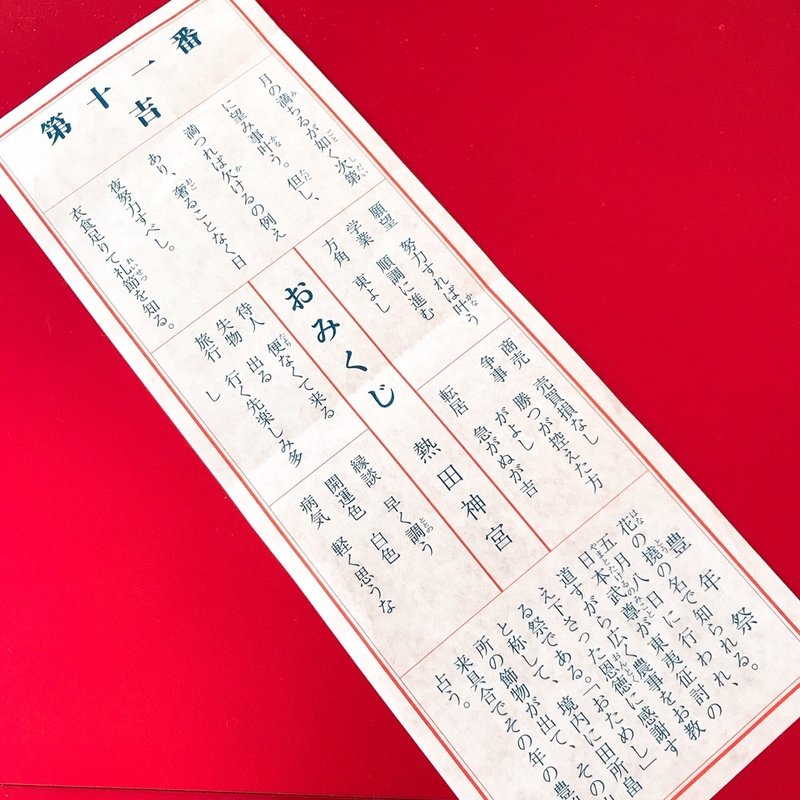 第十一番
吉
月の満ちるが如く次第
に望み事叶う。但し、
満つれば欠けるの例え
あり、奢ることなく日
夜努力すべし。
衣食足りて礼節を知る。
願望 努力すれば叶う
学業 順調に進む
方角 東よし
商売 売買損なし
争事 勝つが控えた方
がよし
転居 急がぬが吉
おみくじ 熱田神宮
待人 便なくて来る
失物 出る
旅行 行く先楽しみ多
し
縁談 早く調う
開運色 白色
病気 軽く思うな
豊年祭
花の撓の名で知られる。
五月八日に行われ、
日本武尊が東夷征討の
道すがら広く農事をお教
え下さった恩徳に感謝す
る祭である。「おためし」
と称して、境内に田所畠
所の飾物が出て、その
来具合でその年の豊
占う。